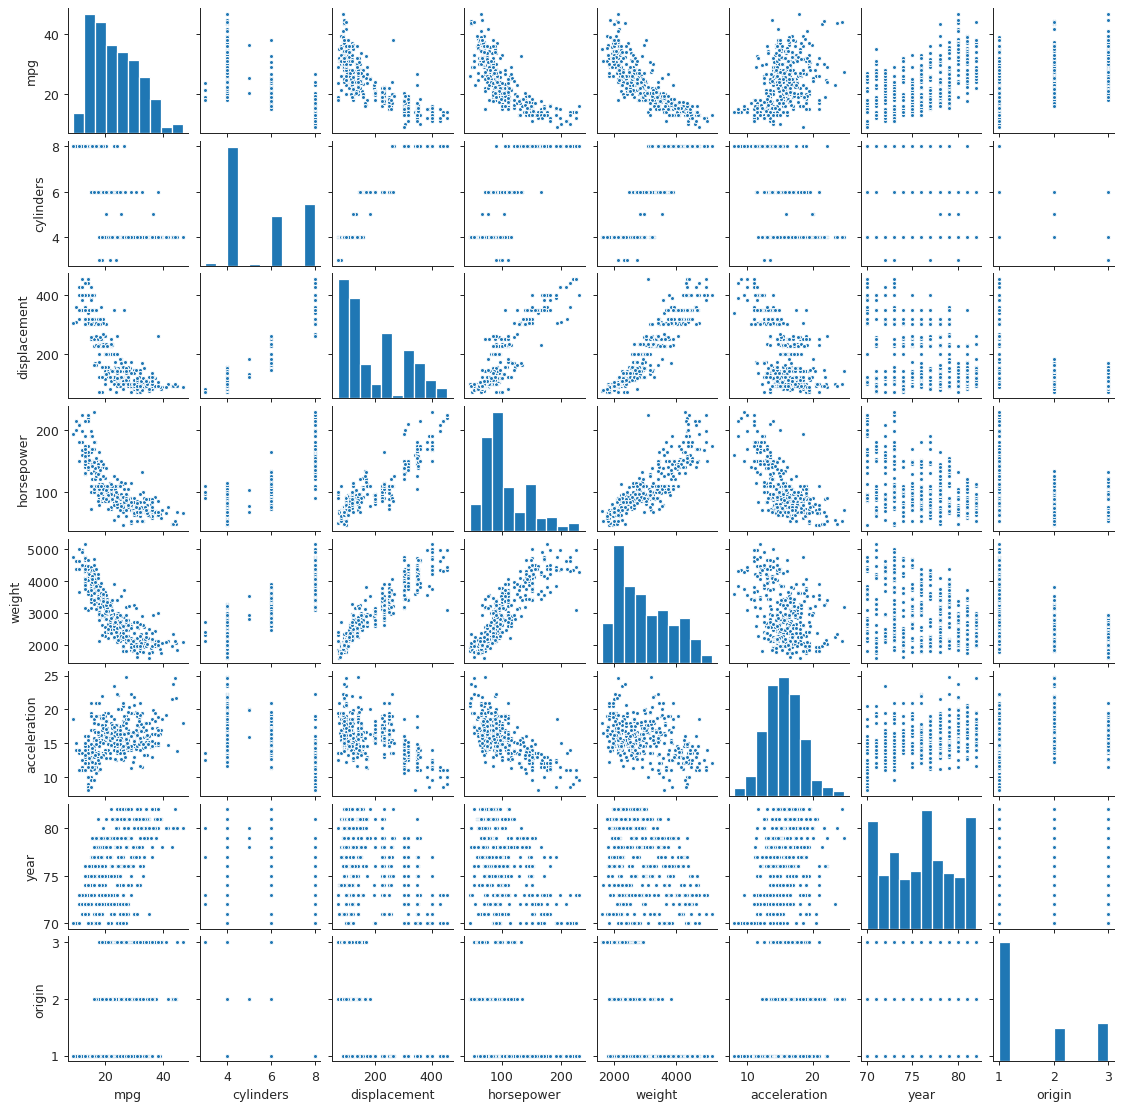 40
20
mpg
8
6
4
cylinders
400
200
displacement
200
100
horsepower
5000
4000
3000
2000
weight
25
20
15
10
acceleration
80
75
70
year
3
2
1
origin
20 40 4 6 8 200 400 100 200 2000 4000 10 20 70 75 80 1 2 3
mpg cylinders displacement horsepower weight acceleration year origin